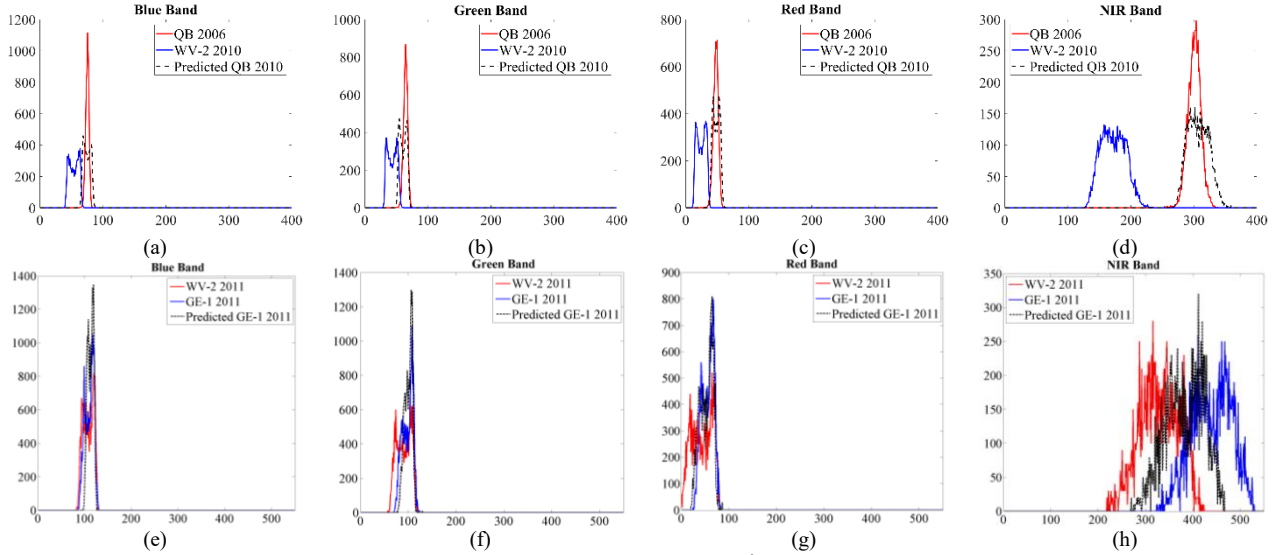 Blue Band
1200
1000
800
600
400
200
0
0 100 200 300 400
QB 2006
WV-2 2010
Predicted QB 2010
(a)
Green Band
1000
800
600
400
200
0
0 100 200 300 400
QB 2006
WV-2 2010
Predicted QB 2010
(b)
Red Band
800
600
400
200
0
0 100 200 300 400
QB 2006
WV-2 2010
Predicted QB 2010
(c)
NIR Band
300
250
200
150
100
50
0
0 100 200 300 400
QB 2006
WV-2 2010
Predicted QB 2010
(d)
Blue Band
1400
1200
1000
800
600
400
200
0
0 100 200 300 400 500
WV-2 2011
GE-1 2011
Predicted GE-1 2011
(e)
Green Band
1400
1200
1000
800
600
400
200
0
0 100 200 300 400 500
WV-2 2011
GE-1 2011
Predicted GE-1 2011
(f)
Red Band
900
800
700
600
500
400
300
200
100
0
0 100 200 300 400 500
WV-2 2011
GE-1 2011
Predicted GE-1 2011
(g)
NIR Band
350
300
250
200
150
100
50
0
0 100 200 300 400 500
WV-2 2011
GE-1 2011
Predicted GE-1 2011
(h)